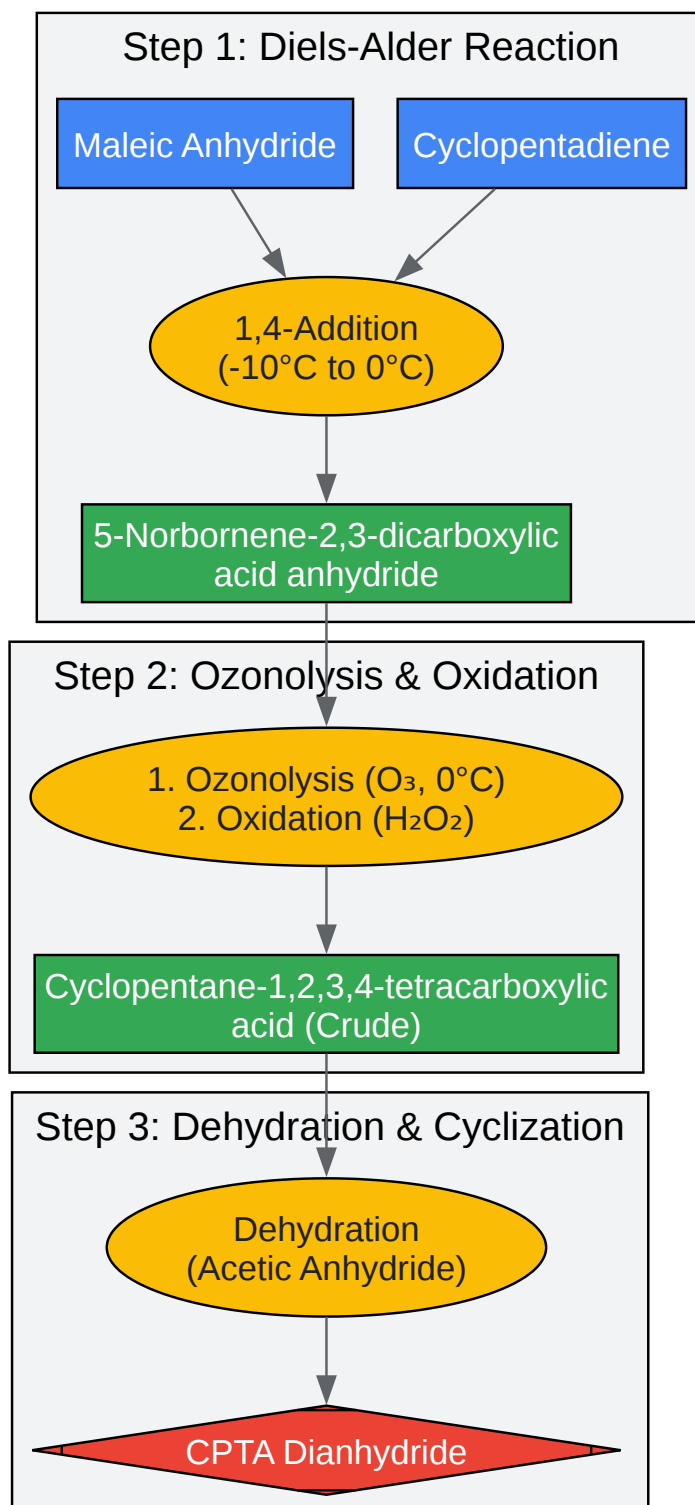 Step 1: Diels-Alder Reaction
Maleic Anhydride
Cyclopentadiene
1,4-Addition
(-10°C to 0°C)
5-Norbornene-2,3-dicarboxylic
acid anhydride
Step 2: Ozonolysis & Oxidation
1. Ozonolysis (O₃, 0°C)
2. Oxidation (H₂O₂)
Cyclopentane-1,2,3,4-tetracarboxylic
acid (Crude)
Step 3: Dehydration & Cyclization
Dehydration
(Acetic Anhydride)
CPTA Dianhydride